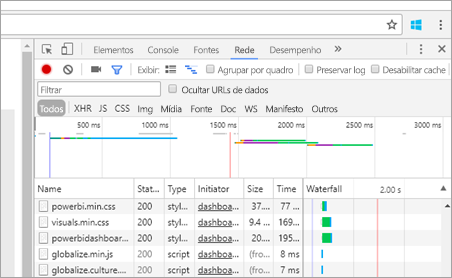 Elementos Console Fontes Rede Desempenho »
Exibir: Agrupar por quadro Preservar log Desabilitar cache
Filtrar Ocultar URLs de dados
Todos XHR JS CSS Img Mídia Fonte Doc WS Manifesto Outros
500 ms 1000 ms 1500 ms 2000 ms 2500 ms 3000 ms
Name Stat... Type Initiator Size Time Waterfall 2.00 s
powerbi.min.css 200 styl... dashboa... 37.... 77 ...
visuals.min.css 200 styl... dashboa... 9.4 ... 169...
powerbidashboar... 200 styl... dashboa... 20.... 195...
globalize.min.js 200 script dashboa... (fro... 8 ms
globalize.culture.... 200 script dashboa... (fro... 7 ms